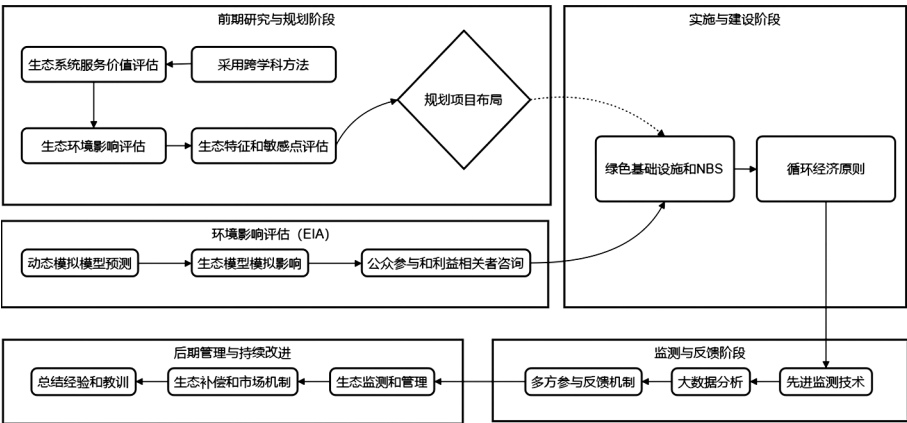 前期研究与规划阶段
生态系统服务价值评估
采用跨学科方法
规划项目布局
生态环境影响评估
生态特征和敏感点评估
实施与建设阶段
绿色基础设施和NBS
循环经济原则
环境影响评估（EIA）
动态模拟模型预测
生态模型模拟影响
公众参与和利益相关者咨询
后期管理与持续改进
总结经验和教训
生态补偿和市场机制
生态监测和管理
监测与反馈阶段
多方参与反馈机制
大数据分析
先进监测技术